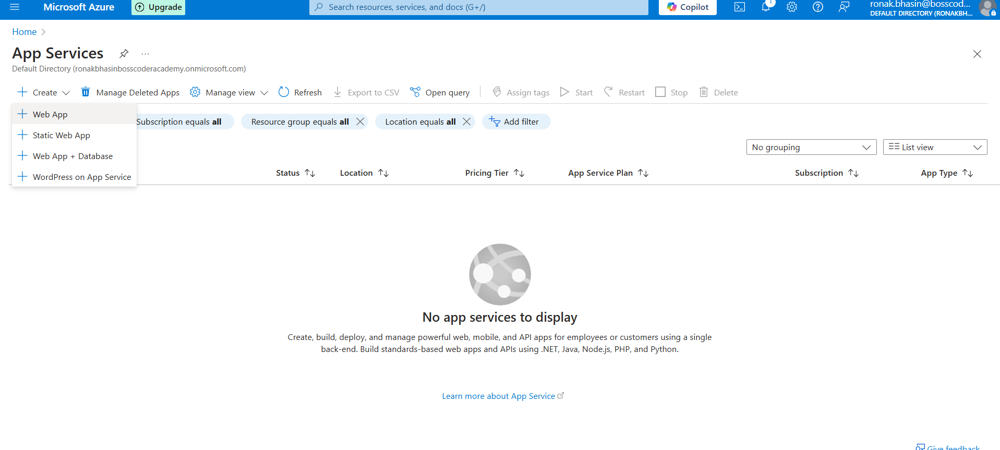 Microsoft Azure
Upgrade
Search resources, services, and docs (G+/)
Copilot
1
ronak.bhasin@bosscod...
DEFAULT DIRECTORY (RONAKBH...
Home
App Services
...
Default Directory (ronakbhasinbosscoderacademy.onmicrosoft.com)
Create
Manage Deleted Apps
Manage view
Refresh
Export to CSV
Open query
Assign tags
Start
Restart
Stop
Delete
Web App
Static Web App
Web App + Database
WordPress on App Service
Subscription equals all
Resource group equals all
Location equals all
Add filter
No grouping
List view
Status
Location
Pricing Tier
App Service Plan
Subscription
App Type
No app services to display
Create, build, deploy, and manage powerful web, mobile, and API apps for employees or customers using a single
back-end. Build standards-based web apps and APIs using .NET, Java, Node.js, PHP, and Python.
Learn more about App Service
Give feedback